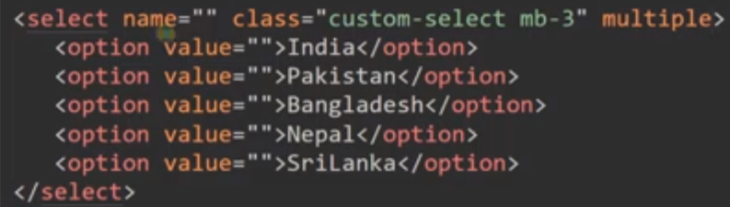 <select name="" class="custom-select mb-3" multiple>
<option value="">India</option>
<option value="">Pakistan</option>
<option value="">Bangladesh</option>
<option value="">Nepal</option>
<option value="">SriLanka</option>
</select>